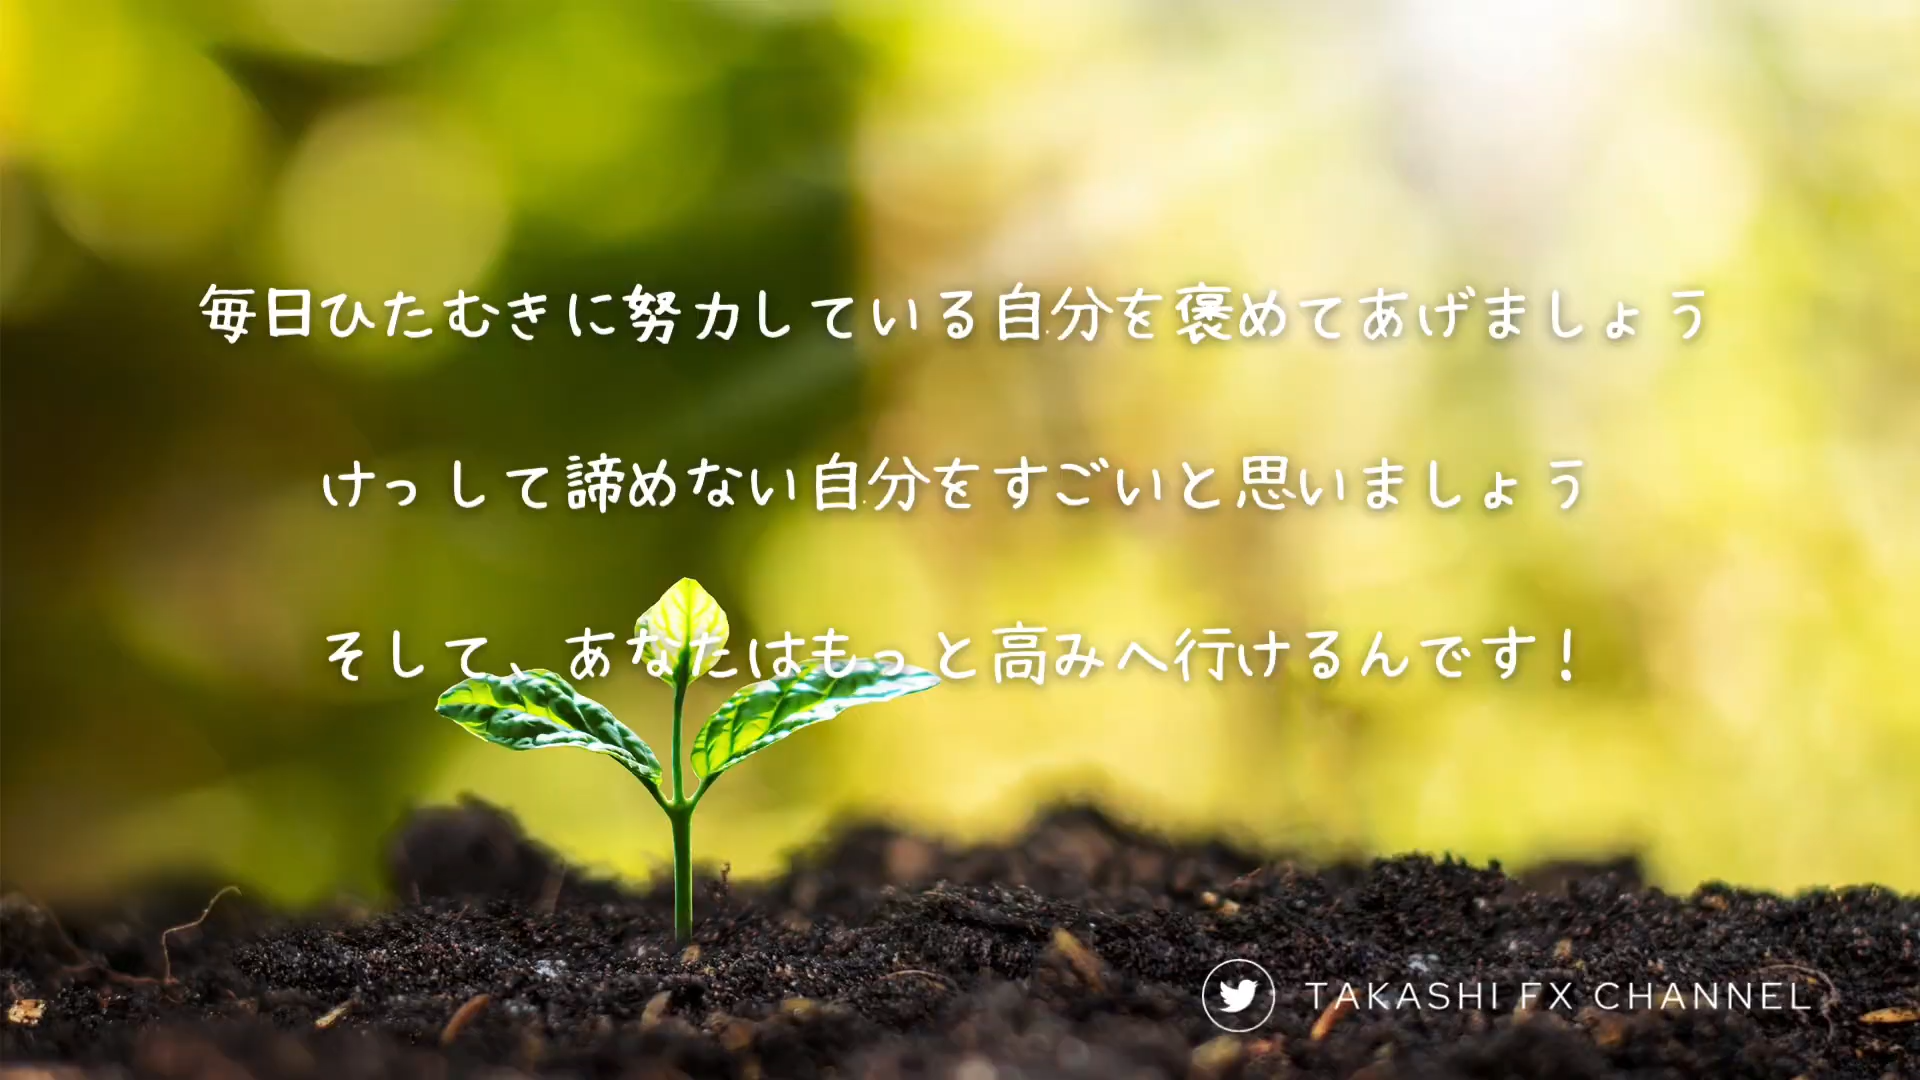 毎日ひたむきに努力している自分を褒めてあげましょう
けっして諦めない自分をすごいと思いましょう
そして、あなたはもっと高みへ行けるんです!
TAKASHI FX CHANNEL